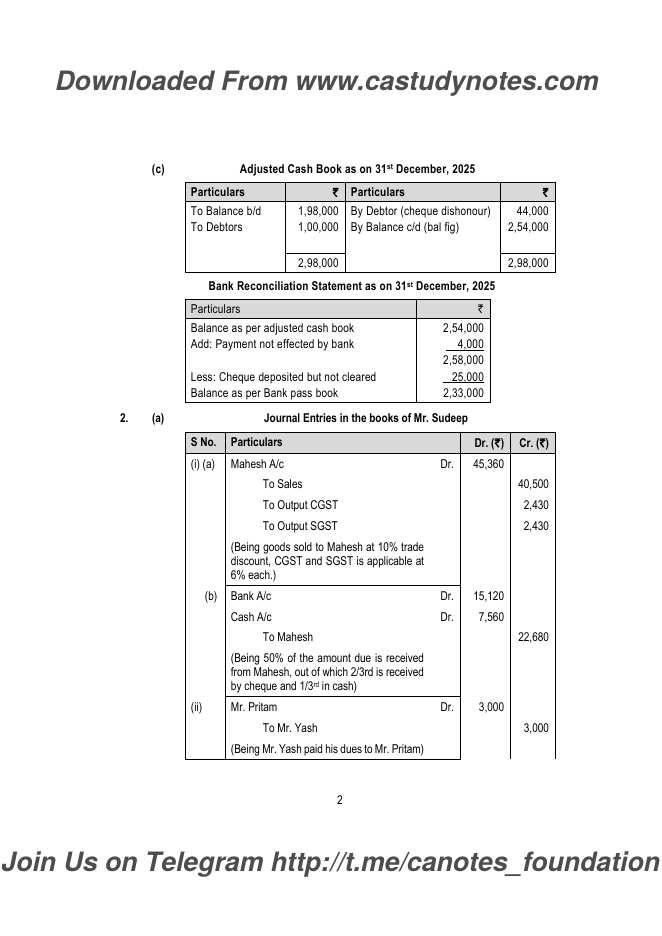 Downloaded From www.castudynotes.com
(c) Adjusted Cash Book as on 31st December, 2025
Particulars ₹ Particulars ₹
To Balance b/d 1,98,000 By Debtor (cheque dishonour) 44,000
To Debtors 1,00,000 By Balance c/d (bal fig) 2,54,000
2,98,000 2,98,000
Bank Reconciliation Statement as on 31st December, 2025
Particulars ₹
Balance as per adjusted cash book 2,54,000
Add: Payment not effected by bank 4,000
2,58,000
Less: Cheque deposited but not cleared 25,000
Balance as per Bank pass book 2,33,000
2. (a) Journal Entries in the books of Mr. Sudeep
S No. Particulars Dr. (₹) Cr. (₹)
(i) (a) Mahesh A/c Dr. 45,360
To Sales 40,500
To Output CGST 2,430
To Output SGST 2,430
(Being goods sold to Mahesh at 10% trade
discount, CGST and SGST is applicable at
6% each.)
(b) Bank A/c Dr. 15,120
Cash A/c Dr. 7,560
To Mahesh 22,680
(Being 50% of the amount due is received
from Mahesh, out of which 2/3rd is received
by cheque and 1/3rd in cash)
(ii) Mr. Pritam Dr. 3,000
To Mr. Yash 3,000
(Being Mr. Yash paid his dues to Mr. Pritam)
2
Join Us on Telegram http://t.me/canotes_foundation